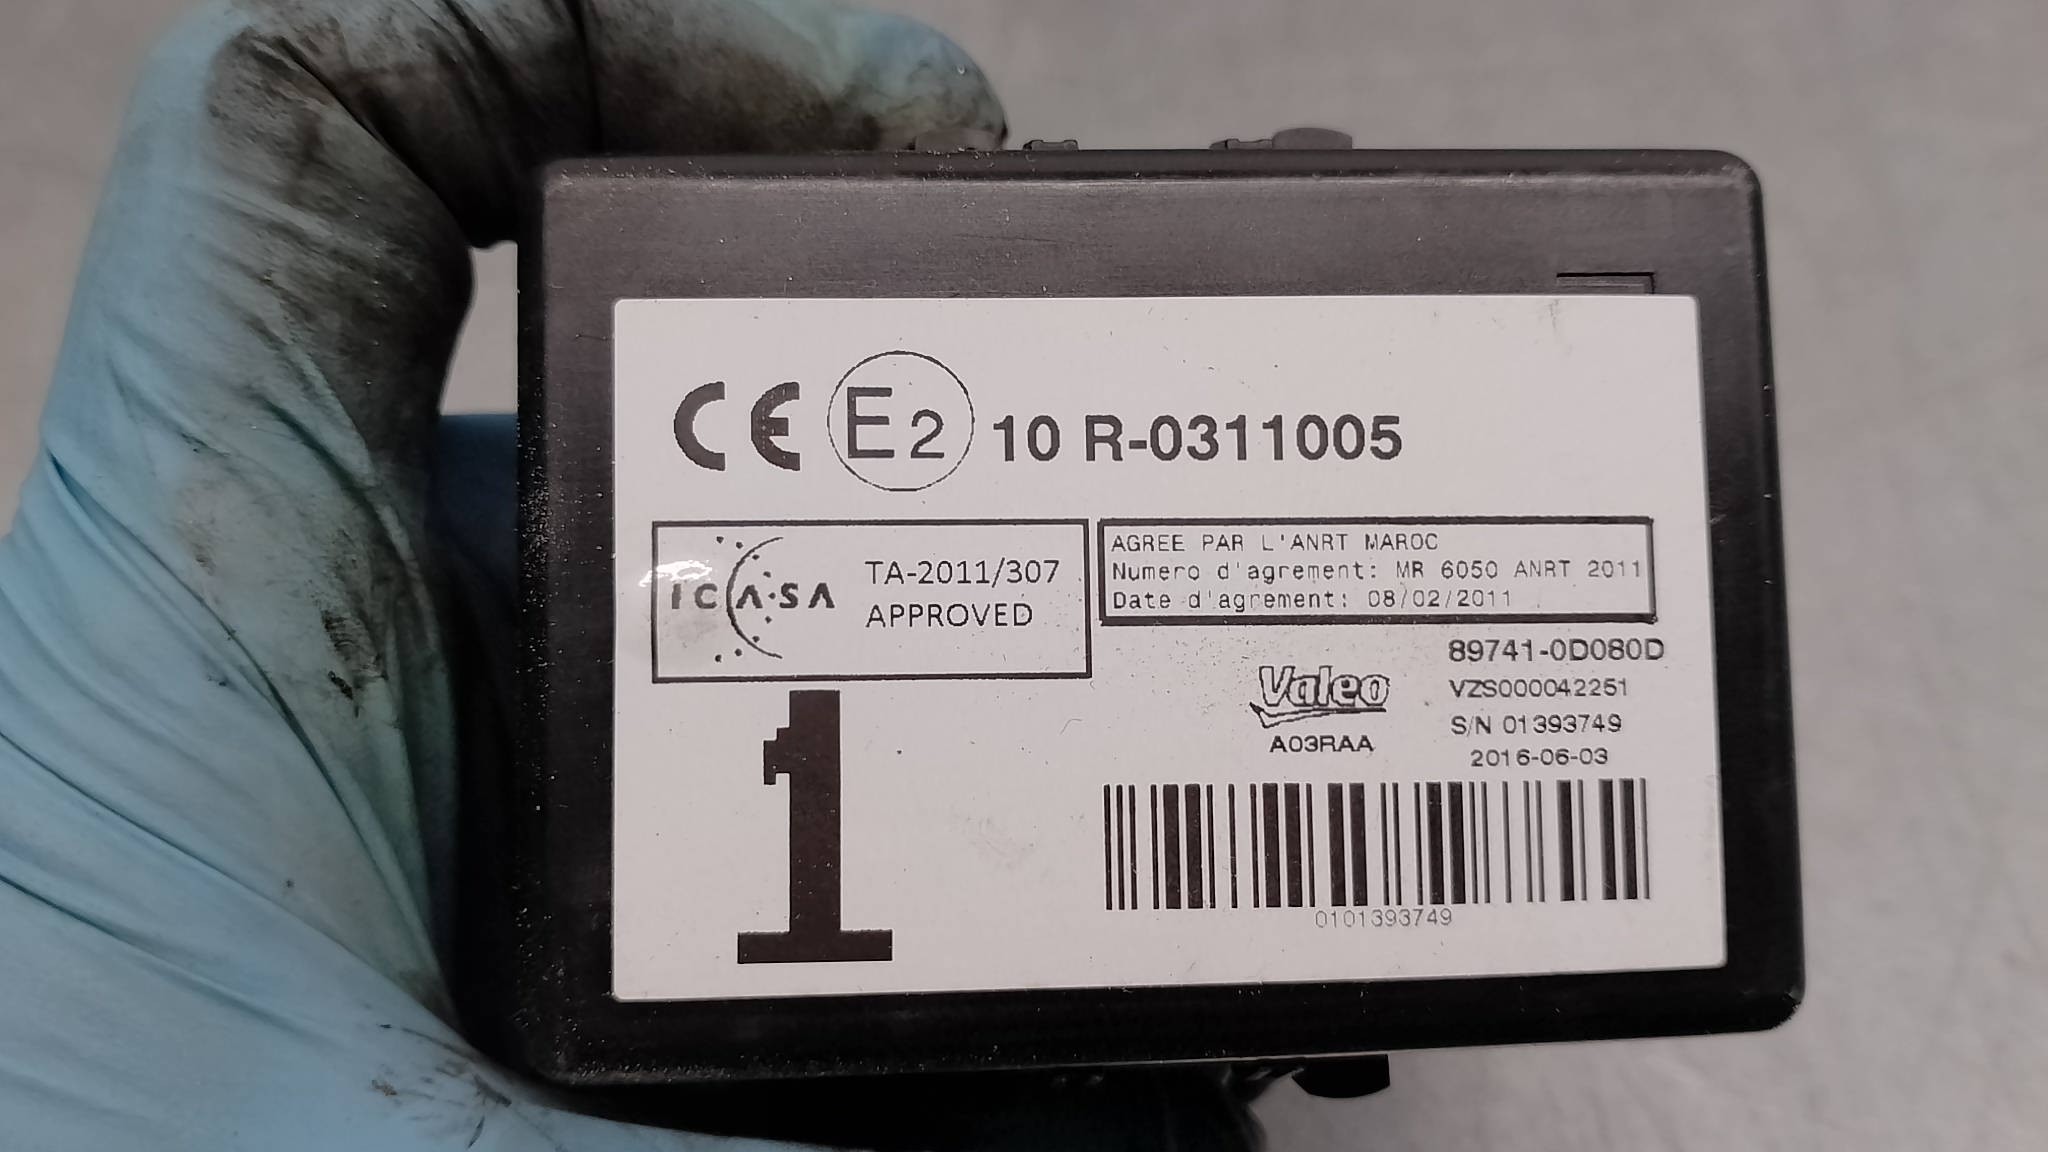 CE E2 10 R-0311005
ICASA TA-2011/307
APPROVED
AGREE PAR L'ANRT MAROC
Numero d'agrement: MR 6050 ANRT 2011
Date d'agrement: 08/02/2011
89741-0D080D
Valeo VZS000042251
S/N 01393749
A03RAA
2016-06-03
1
0101393749